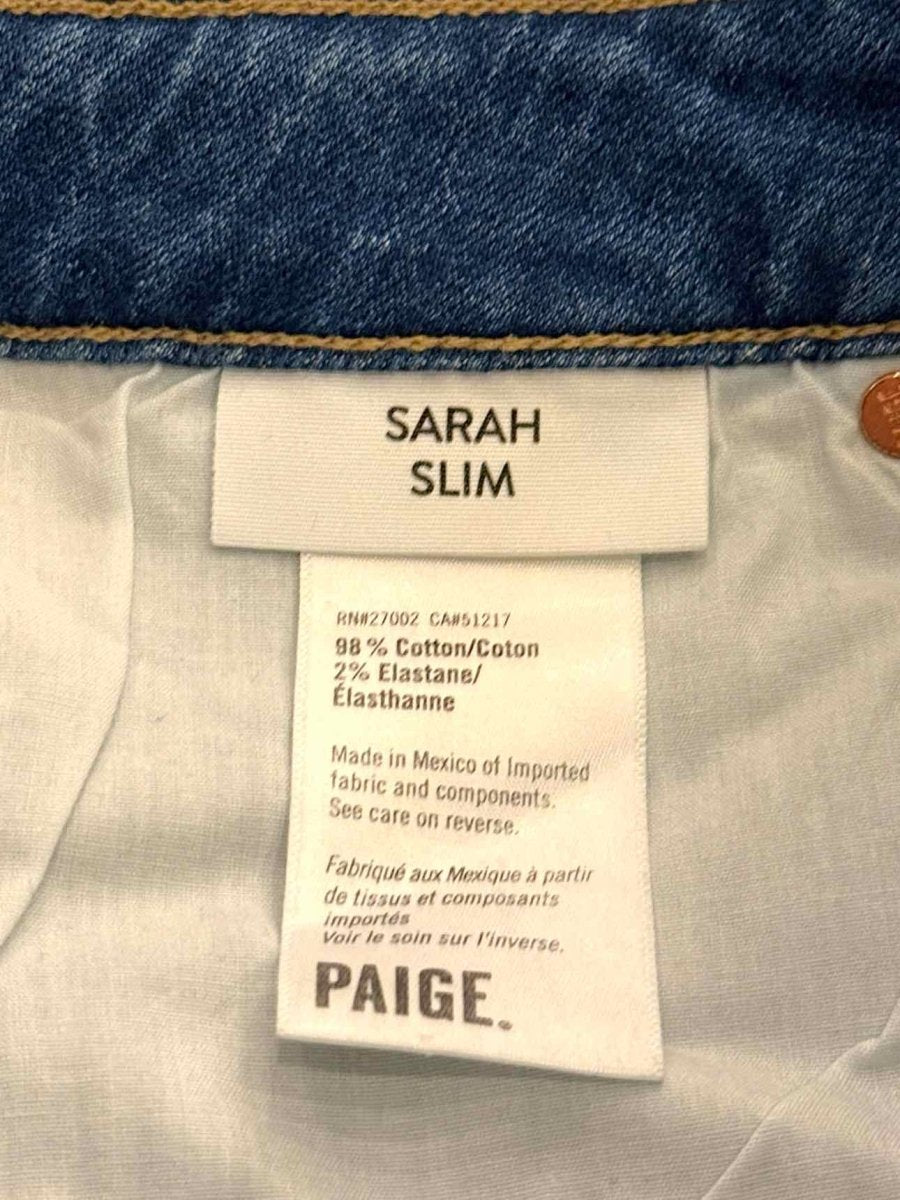 SARAH
SLIM
RN#27002 CA#51217
98 % Cotton/Coton
2% Elastane/
Élasthanne
Made in Mexico of Imported
fabric and components.
See care on reverse.
Fabriqué aux Mexique à partir
de tissus et composants
importés
Voir le soin sur l'inverse.
PAIGE.